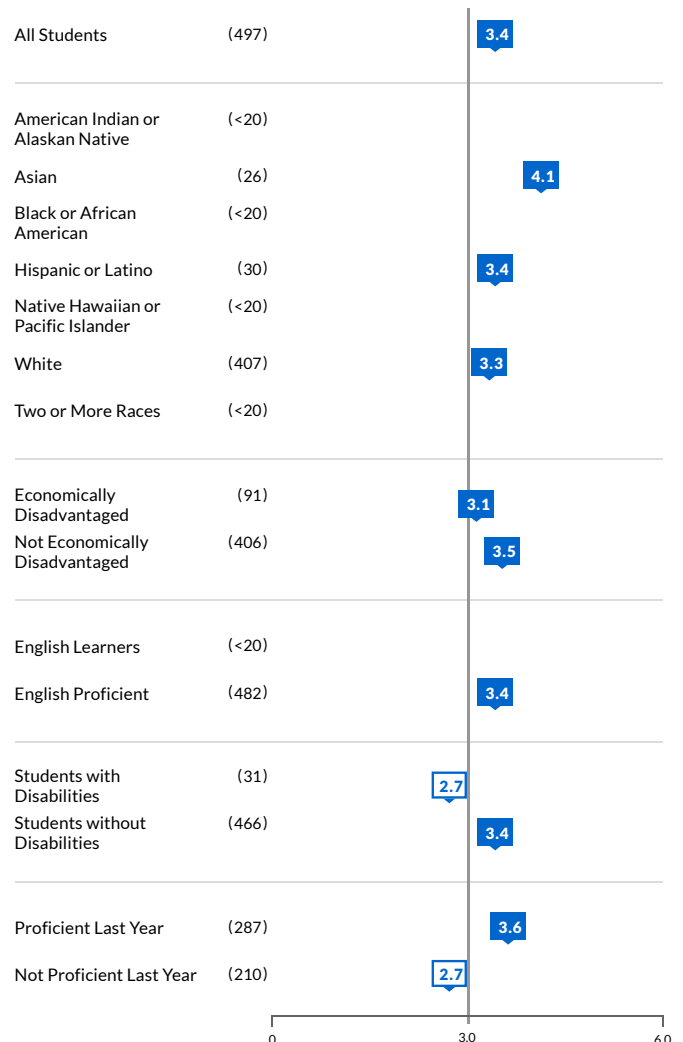 All Students (497) 3.4
American Indian or (<20)
Alaskan Native
Asian (26) 4.1
Black or African (<20)
American
Hispanic or Latino (30) 3.4
Native Hawaiian or (<20)
Pacific Islander
White (407) 3.3
Two or More Races (<20)
Economically (91) 3.1
Disadvantaged
Not Economically (406) 3.5
Disadvantaged
English Learners (<20)
English Proficient (482) 3.4
Students with (31) 2.7
Disabilities
Students without (466) 3.4
Disabilities
Proficient Last Year (287) 3.6
Not Proficient Last Year (210) 2.7
0 3.0 6.0